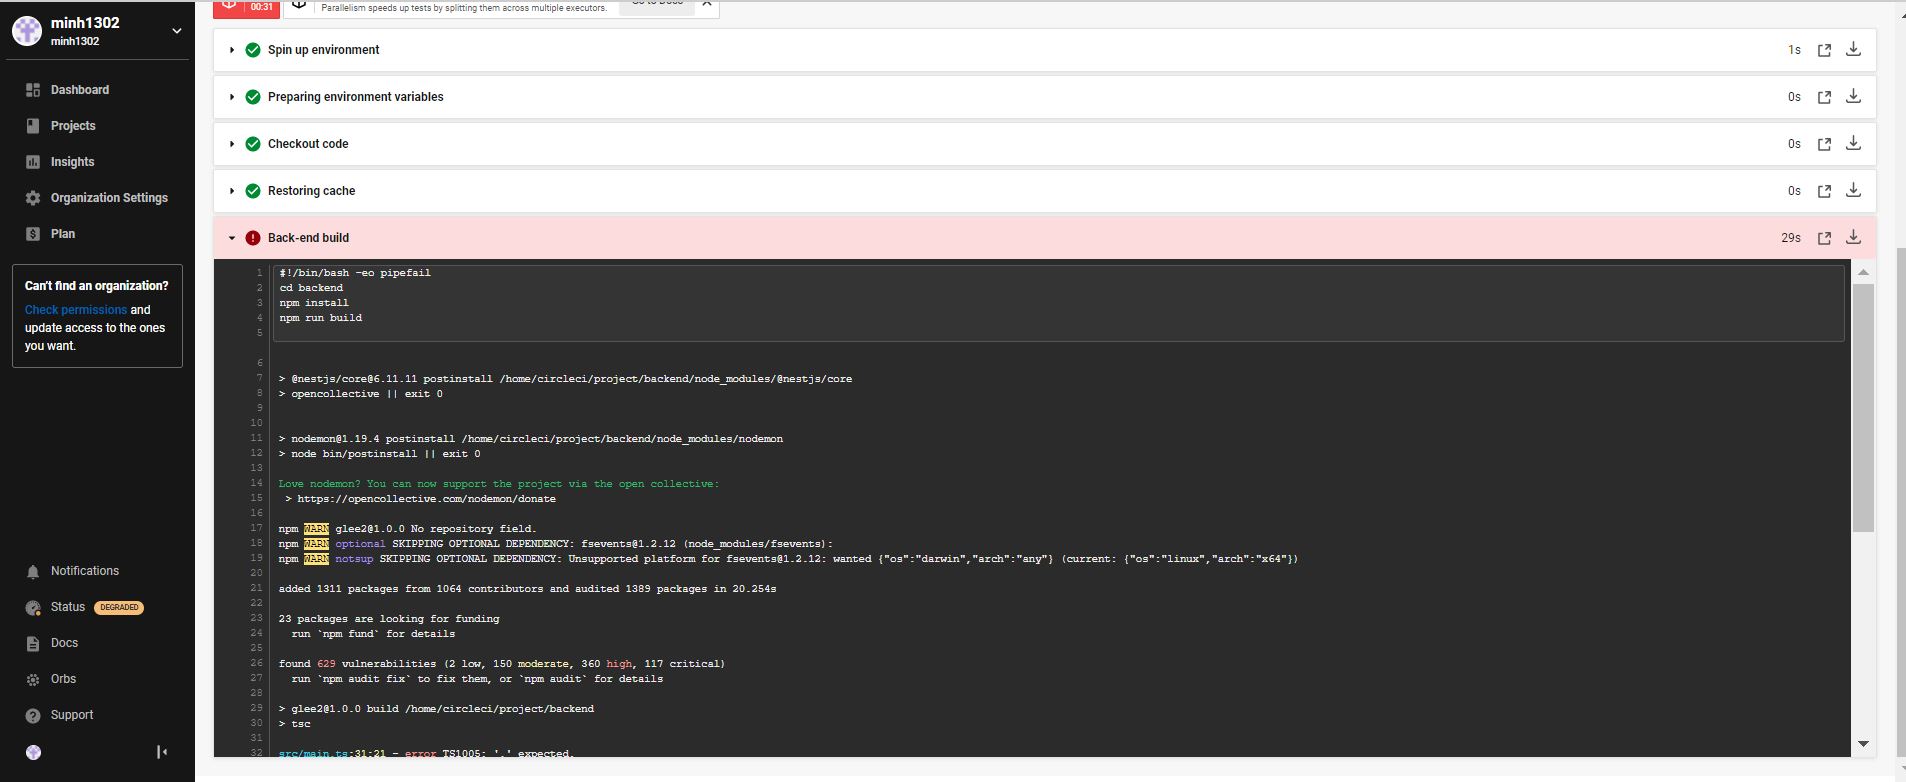 minh1302
minh1302
Dashboard
Projects
Insights
Organization Settings
$ Plan
Can't find an organization?
Check permissions and
update access to the ones
you want.
Notifications
Status DEGRADED
Docs
Orbs
? Support
00:31
Parallelism speeds up tests by splitting them across multiple executors.
Spin up environment 1s
Preparing environment variables 0s
Checkout code 0s
Restoring cache 0s
! Back-end build 29s
1 #!/bin/bash -eo pipefail
2 cd backend
3 npm install
4 npm run build
5
6
7 > @nestjs/core@6.11.11 postinstall /home/circleci/project/backend/node_modules/@nestjs/core
8 > opencollective || exit 0
9
10
11 > nodemon@1.19.4 postinstall /home/circleci/project/backend/node_modules/nodemon
12 > node bin/postinstall || exit 0
13
14 Love nodemon? You can now support the project via the open collective:
15 > https://opencollective.com/nodemon/donate
16
17 npm WARN glee2@1.0.0 No repository field.
18 npm WARN optional SKIPPING OPTIONAL DEPENDENCY: fsevents@1.2.12 (node_modules/fsevents):
19 npm WARN notsup SKIPPING OPTIONAL DEPENDENCY: Unsupported platform for fsevents@1.2.12: wanted {"os":"darwin","arch":"any"} (current: {"os":"linux","arch":"x64"})
20
21 added 1311 packages from 1064 contributors and audited 1389 packages in 20.254s
22
23 23 packages are looking for funding
24 run `npm fund` for details
25
26 found 629 vulnerabilities (2 low, 150 moderate, 360 high, 117 critical)
27 run `npm audit fix` to fix them, or `npm audit` for details
28
29 > glee2@1.0.0 build /home/circleci/project/backend
30 > tsc
31
32 src/main.ts:31:21 - error TS1005: ',' expected.